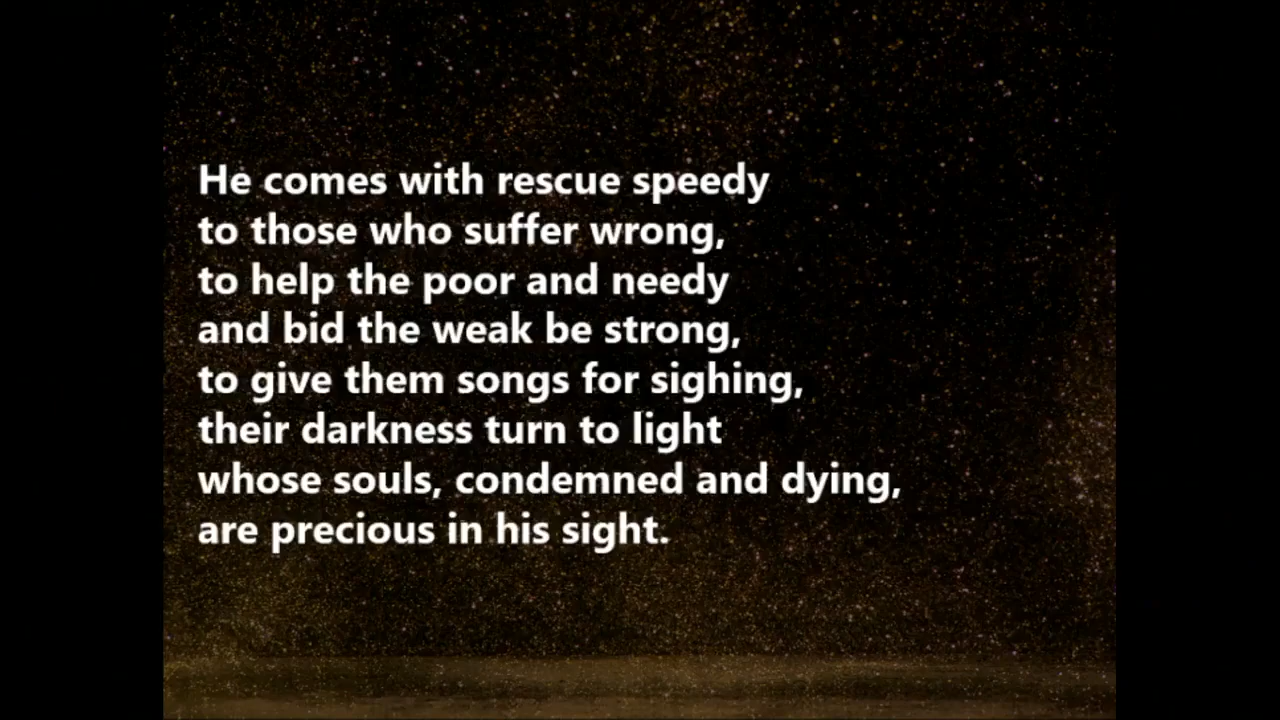 He comes with rescue speedy
to those who suffer wrong,
to help the poor and needy
and bid the weak be strong,
to give them songs for sighing,
their darkness turn to light
whose souls, condemned and dying,
are precious in his sight.